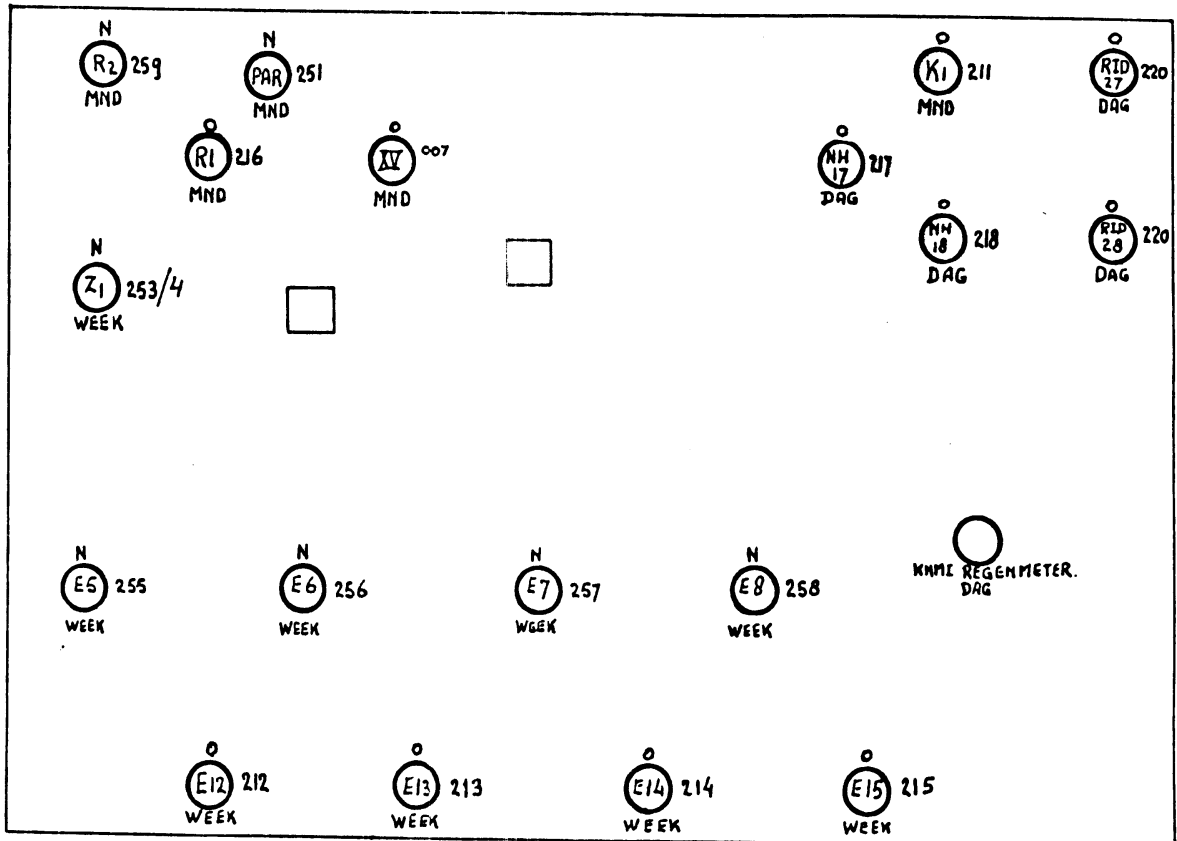 N
R2 259
MND
N
PAR 251
MND
O
K1 211
MND
O
RID 27 220
DAG
O
R1 216
MND
O
XV 007
MND
O
NH 17 217
DAG
O
NH 18 218
DAG
O
RID 28 220
DAG
N
Z1 253/4
WEEK
N
E5 255
WEEK
N
E6 256
WEEK
N
E7 257
WEEK
N
E8 258
WEEK
KNMI REGENMETER.
DAG
O
E12 212
WEEK
O
E13 213
WEEK
O
E14 214
WEEK
O
E15 215
WEEK